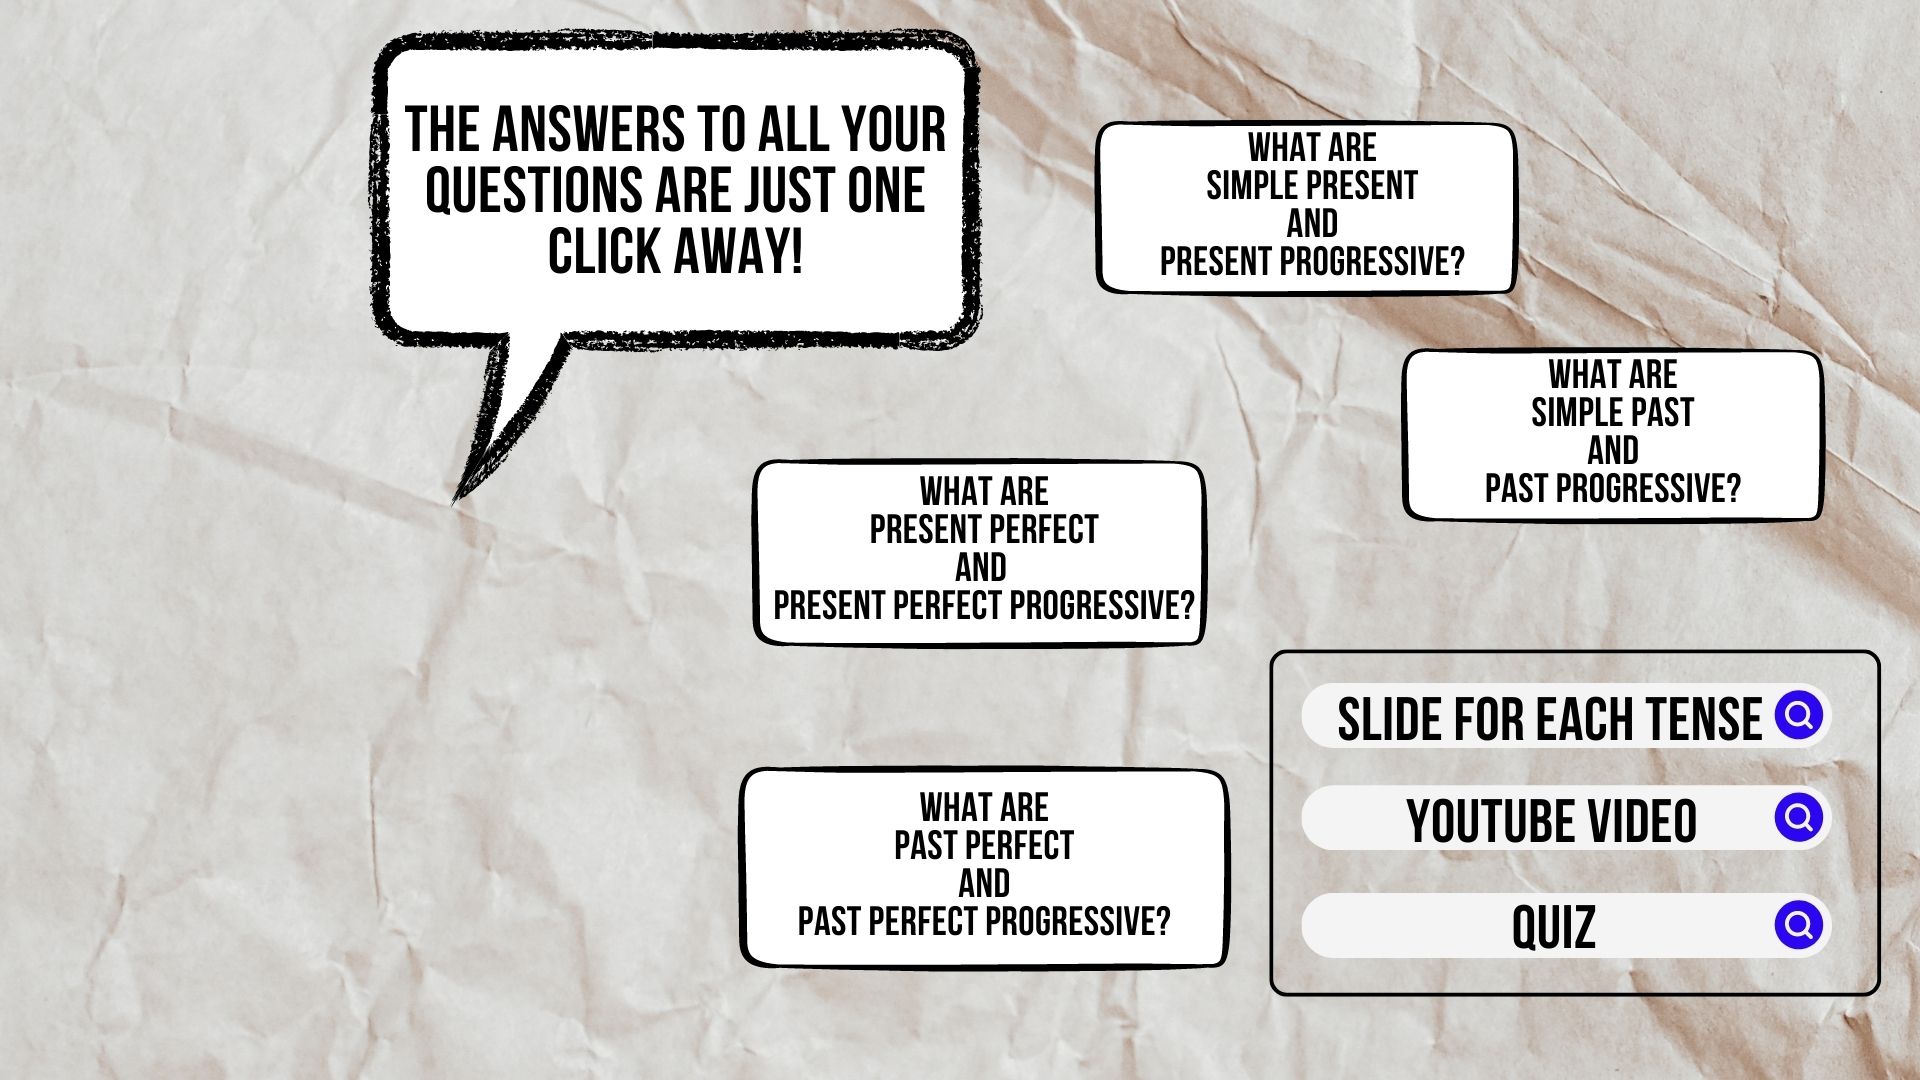 THE ANSWERS TO ALL YOUR
QUESTIONS ARE JUST ONE
CLICK AWAY!
WHAT ARE
SIMPLE PRESENT
AND
PRESENT PROGRESSIVE?
WHAT ARE
SIMPLE PAST
AND
PAST PROGRESSIVE?
WHAT ARE
PRESENT PERFECT
AND
PRESENT PERFECT PROGRESSIVE?
WHAT ARE
PAST PERFECT
AND
PAST PERFECT PROGRESSIVE?
SLIDE FOR EACH TENSE
YOUTUBE VIDEO
QUIZ